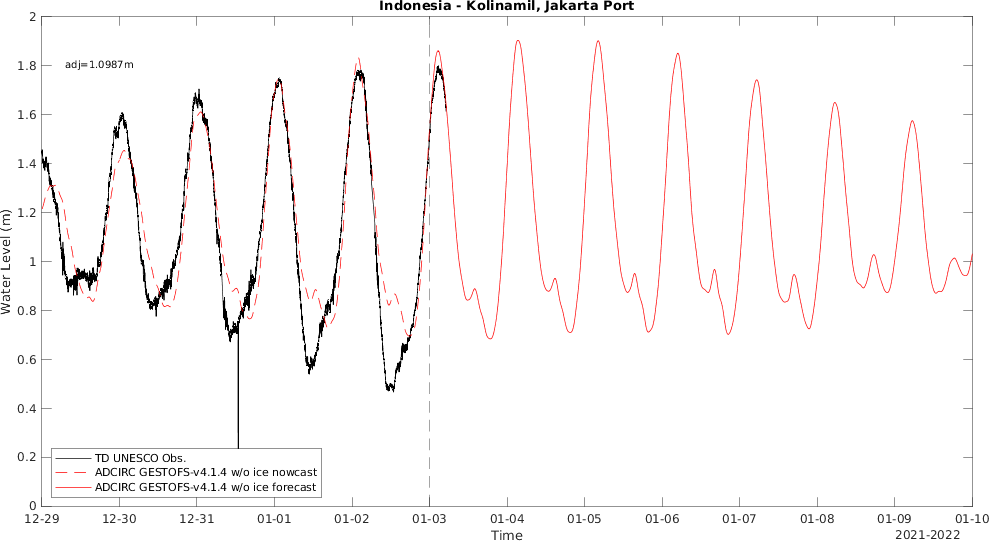 Indonesia - Kolinamil, Jakarta Port
adj=1.0987m
Water Level (m)
2
1.8
1.6
1.4
1.2
1
0.8
0.6
0.4
0.2
0
TD UNESCO Obs.
ADCIRC GESTOFS-v4.1.4 w/o ice nowcast
ADCIRC GESTOFS-v4.1.4 w/o ice forecast
12-29 12-30 12-31 01-01 01-02 01-03 01-04 01-05 01-06 01-07 01-08 01-09 01-10
Time
2021-2022